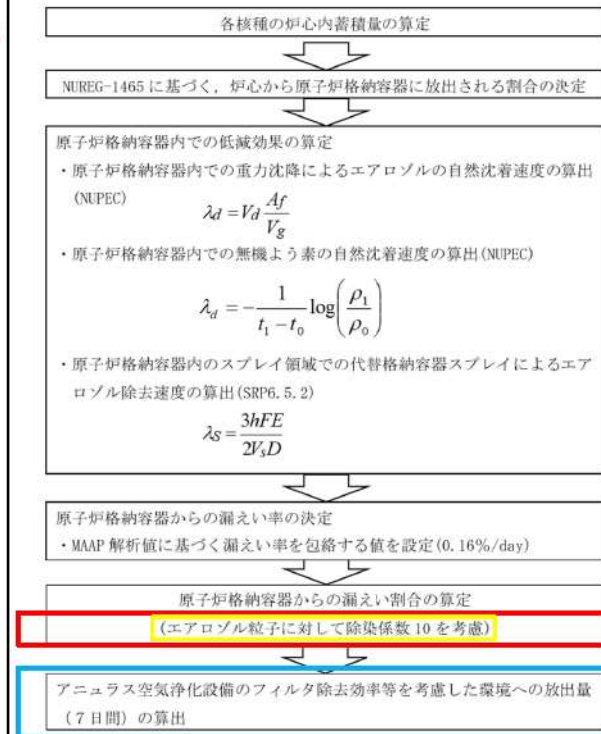 各核種の炉心内蓄積量の算定
NUREG-1465 に基づく，炉心から原子炉格納容器に放出される割合の決定
原子炉格納容器内での低減効果の算定
・原子炉格納容器内での重力沈降によるエアロゾルの自然沈着速度の算出
(NUPEC)
λd = Vd Af/Vg
・原子炉格納容器内での無機よう素の自然沈着速度の算出(NUPEC)
λ_d = − 1/(t_1 − t_0) log(ρ_1/ρ_0)
・原子炉格納容器内のスプレイ領域での代替格納容器スプレイによるエア
ロゾル除去速度の算出(SRP6.5.2)
λs = 3hFE/2V_sD
原子炉格納容器からの漏えい率の決定
・MAAP 解析値に基づく漏えい率を包絡する値を設定(0.16%/day)
原子炉格納容器からの漏えい割合の算定
(エアロゾル粒子に対して除染係数 10 を考慮)
アニュラス空気浄化設備のフィルタ除去効率等を考慮した環境への放出量
（７日間）の算出